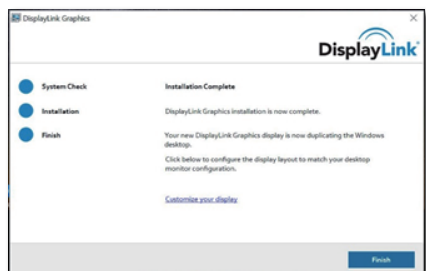 DisplayLink Graphics
DisplayLink
System Check
Installation Complete
Installation
DisplayLink Graphics installation is now complete.
Finish
Your new DisplayLink Graphics display is now duplicating the Windows
desktop.
Click below to configure the display layout to match your desktop
monitor configuration.
Customize your display
Finish